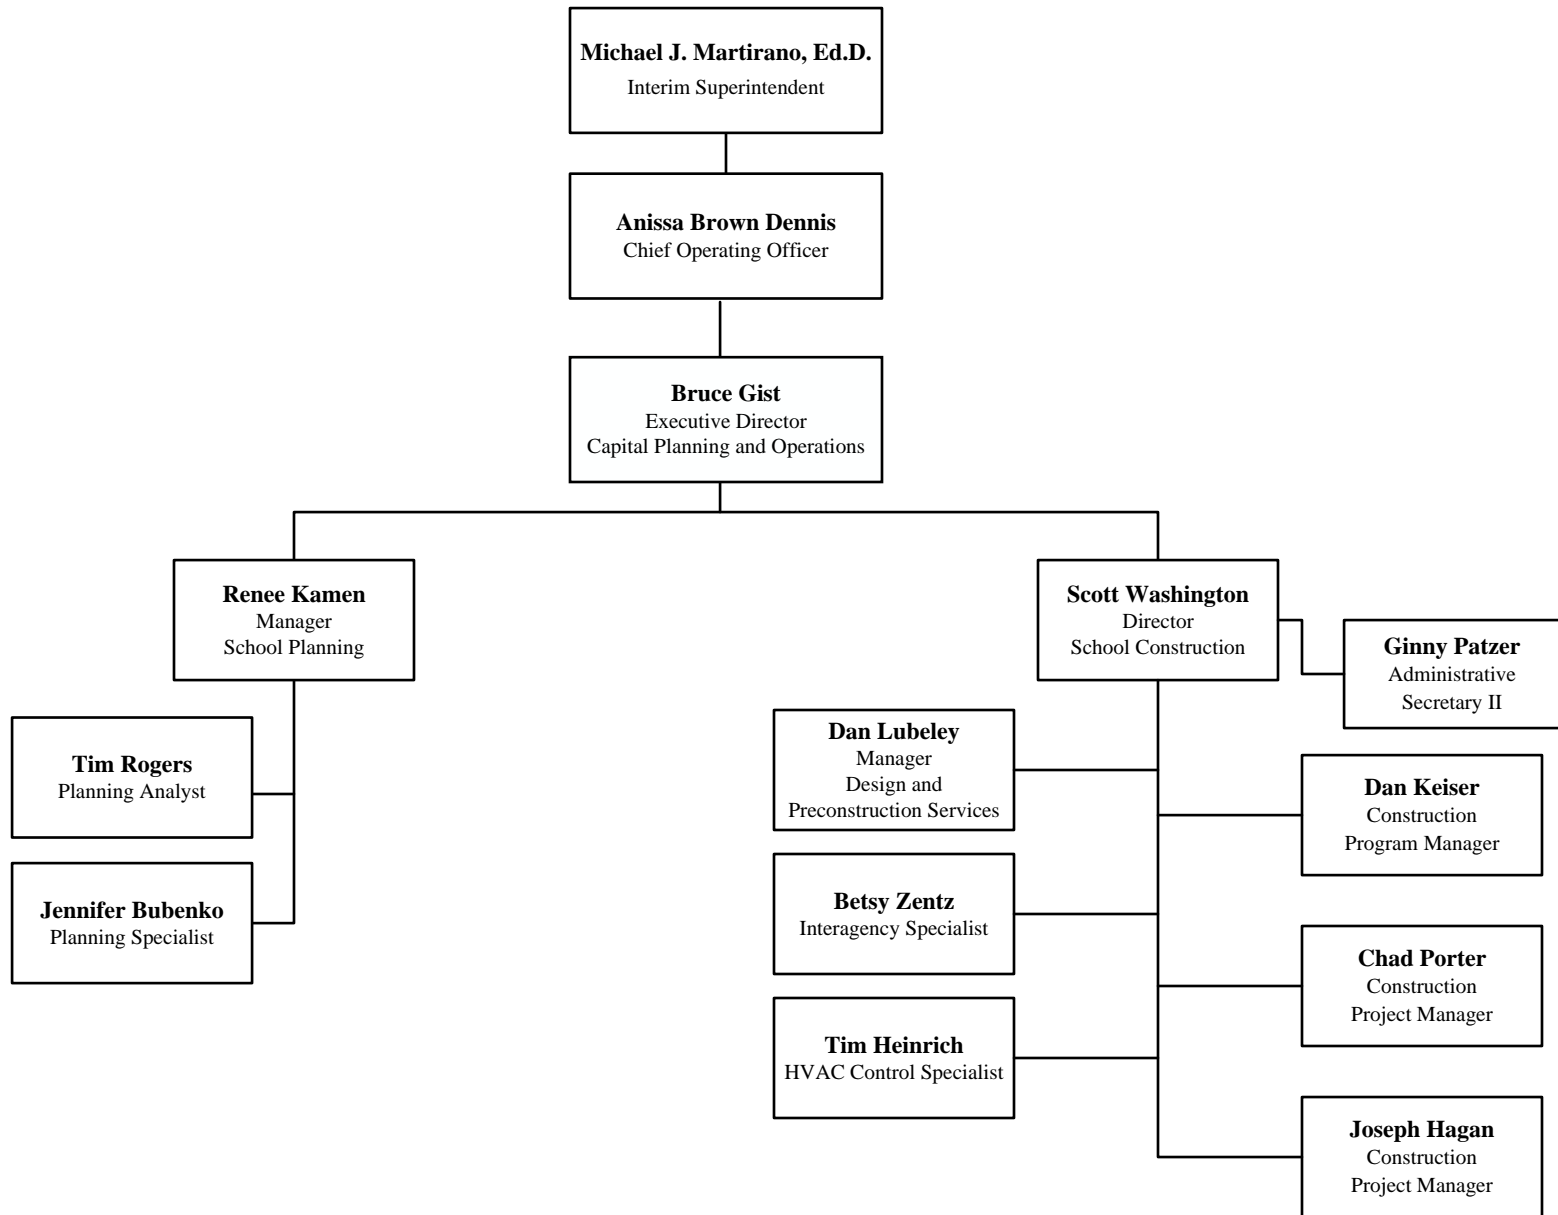 Michael J. Martirano, Ed.D.
Interim Superintendent
Anissa Brown Dennis
Chief Operating Officer
Bruce Gist
Executive Director
Capital Planning and Operations
Renee Kamen
Manager
School Planning
Tim Rogers
Planning Analyst
Jennifer Bubenko
Planning Specialist
Scott Washington
Director
School Construction
Ginny Patzer
Administrative
Secretary II
Dan Lubeley
Manager
Design and
Preconstruction Services
Betsy Zentz
Interagency Specialist
Tim Heinrich
HVAC Control Specialist
Dan Keiser
Construction
Program Manager
Chad Porter
Construction
Project Manager
Joseph Hagan
Construction
Project Manager